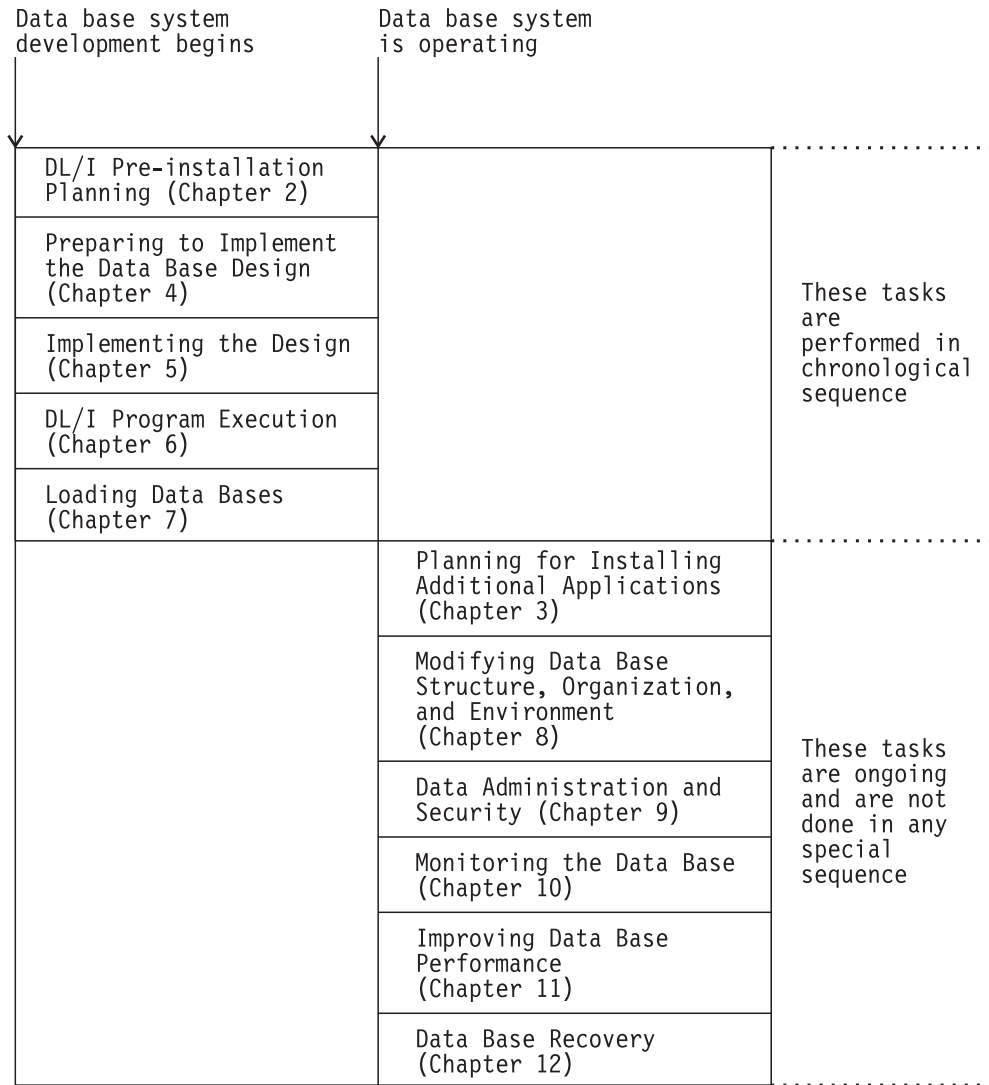 Data base system
development begins
Data base system
is operating
DL/I Pre-installation
Planning (Chapter 2)
Preparing to Implement
the Data Base Design
(Chapter 4)
Implementing the Design
(Chapter 5)
DL/I Program Execution
(Chapter 6)
Loading Data Bases
(Chapter 7)
These tasks
are
performed in
chronological
sequence
Planning for Installing
Additional Applications
(Chapter 3)
Modifying Data Base
Structure, Organization,
and Environment
(Chapter 8)
Data Administration and
Security (Chapter 9)
Monitoring the Data Base
(Chapter 10)
Improving Data Base
Performance
(Chapter 11)
Data Base Recovery
(Chapter 12)
These tasks
are ongoing
and are not
done in any
special
sequence